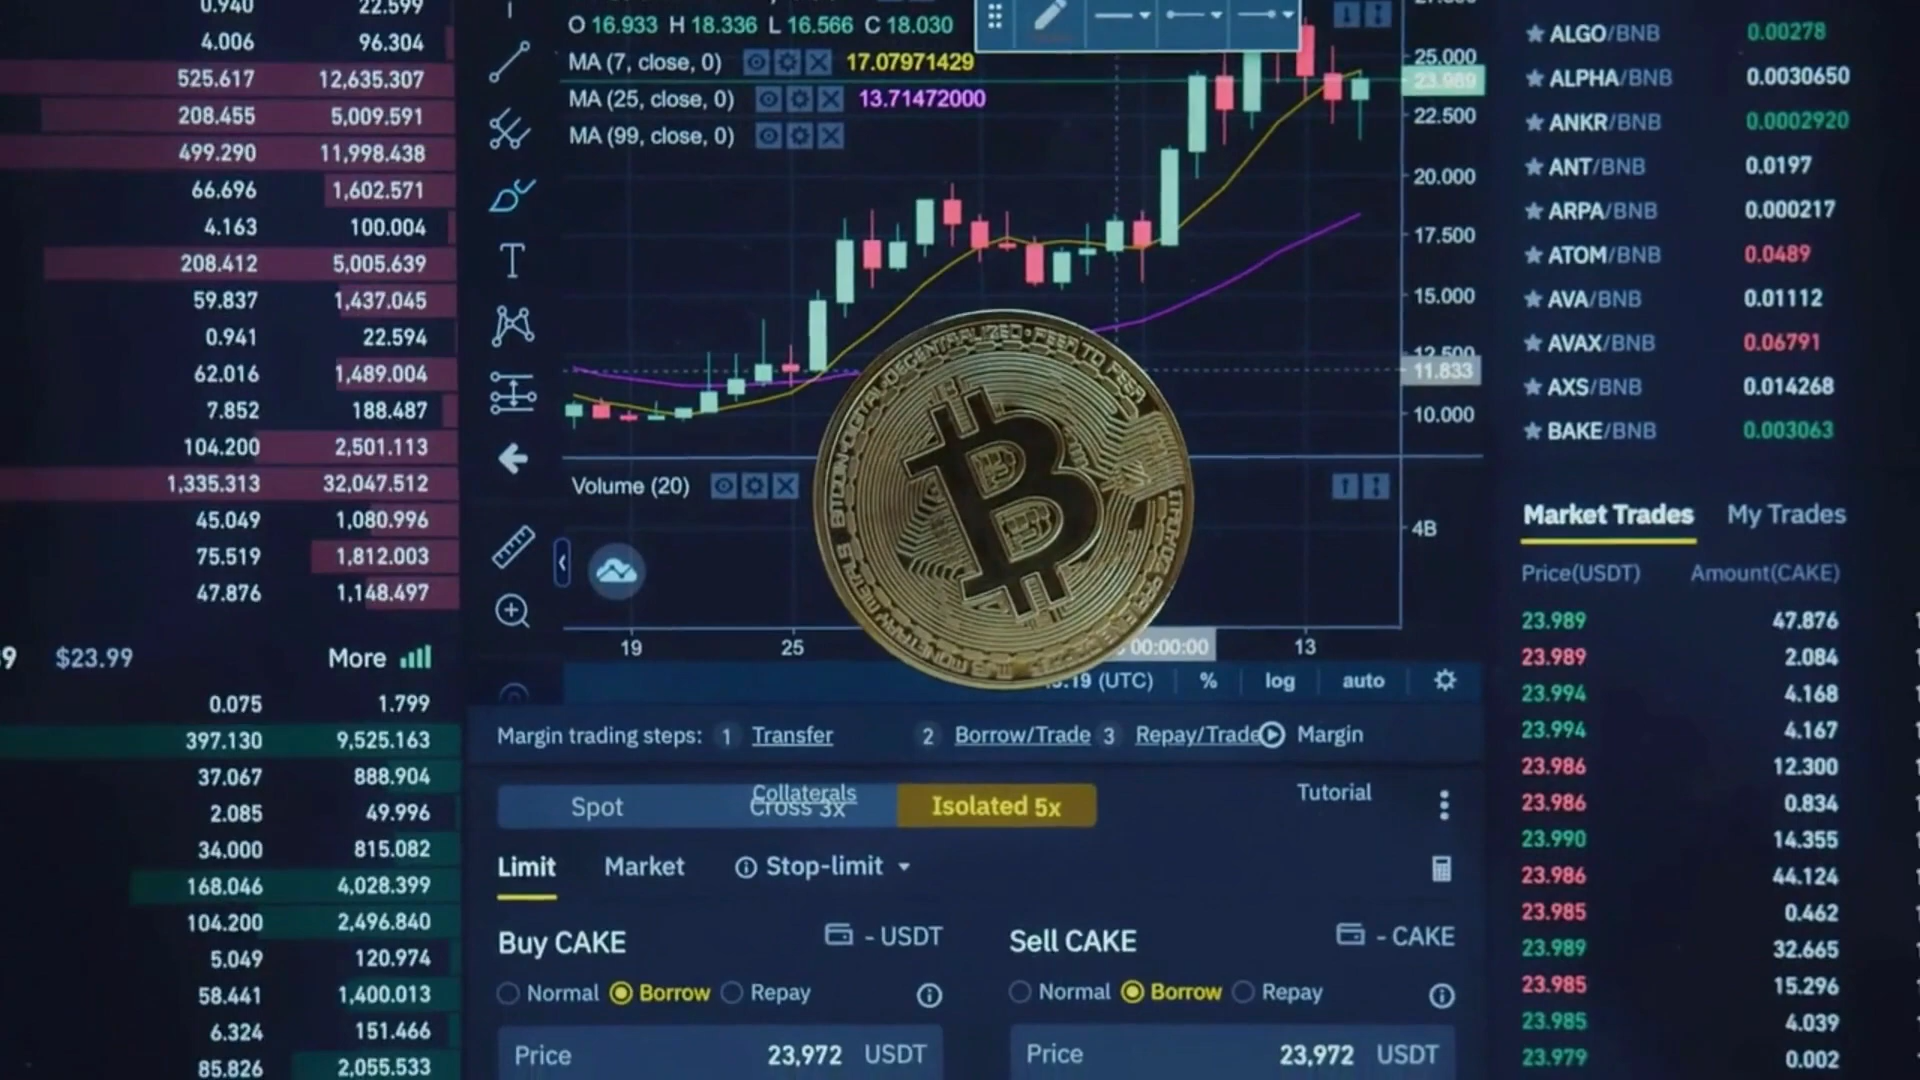 0.940 22.599
4.006 96.304
525.617 12,635.307
208.455 5,009.591
499.290 11,998.438
66.696 1,602.571
4.163 100.004
208.412 5,005.639
59.837 1,437.045
0.941 22.594
62.016 1,489.004
7.852 188.487
104.200 2,501.113
1,335.313 32,047.512
45.049 1,080.996
75.519 1,812.003
47.876 1,148.497
9 $23.99 More
0.075 1.799
397.130 9,525.163
37.067 888.904
2.085 49.996
34.000 815.082
168.046 4,028.399
104.200 2,496.840
5.049 120.974
58.441 1,400.013
6.324 151.466
85.826 2,055.533
O 16.933 H 18.336 L 16.566 C 18.030
MA (7, close, 0) 17.07971429
MA (25, close, 0) 13.71472000
MA (99, close, 0)
25.000
23.989
22.500
20.000
17.500
15.000
12.500
11.833
10.000
Volume (20)
4B
DECENTRALIZED • PEER TO PEER
BITCOIN
19 25 00:00:00 13
:19 (UTC) % log auto
Margin trading steps: 1 Transfer 2 Borrow/Trade 3 Repay/Trade Margin
Collaterals Tutorial
Spot Cross 3x Isolated 5x
Limit Market Stop-limit
Buy CAKE - USDT Sell CAKE - CAKE
Normal Borrow Repay Normal Borrow Repay
Price 23,972 USDT Price 23,972 USDT
ALGO/BNB 0.00278
ALPHA/BNB 0.0030650
ANKR/BNB 0.0002920
ANT/BNB 0.0197
ARPA/BNB 0.000217
ATOM/BNB 0.0489
AVA/BNB 0.01112
AVAX/BNB 0.06791
AXS/BNB 0.014268
BAKE/BNB 0.003063
Market Trades My Trades
Price(USDT) Amount(CAKE)
23.989 47.876
23.989 2.084
23.994 4.168
23.994 4.167
23.986 12.300
23.986 0.834
23.990 14.355
23.986 44.124
23.985 0.462
23.989 32.665
23.985 15.296
23.985 4.039
23.979 0.002